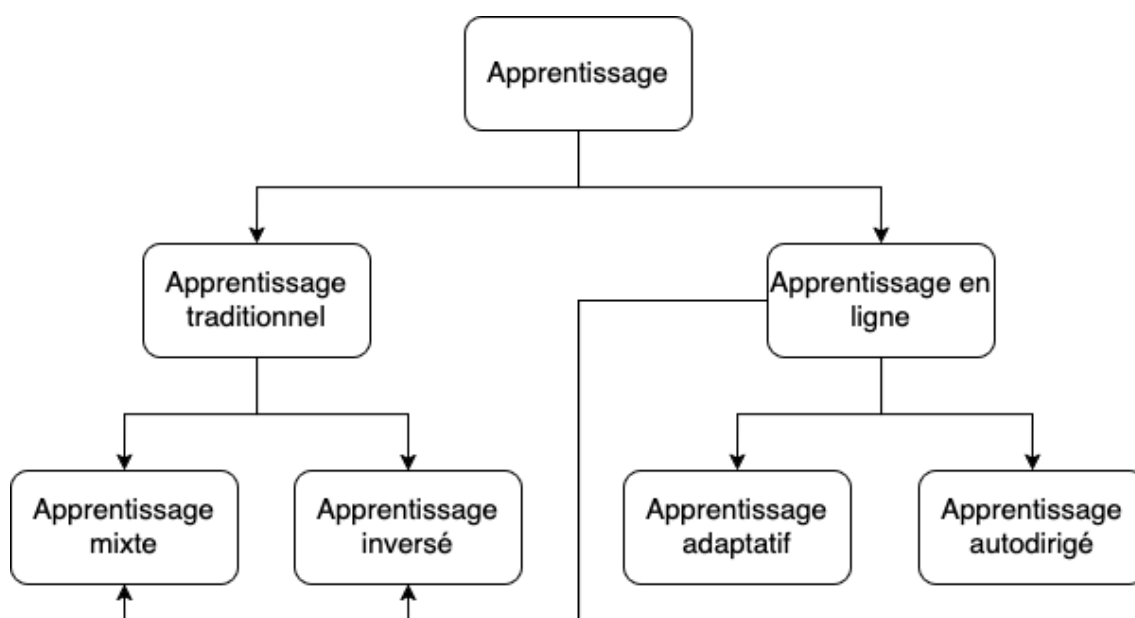 Apprentissage
Apprentissage
traditionnel
Apprentissage en
ligne
Apprentissage
mixte
Apprentissage
inversé
Apprentissage
adaptatif
Apprentissage
autodirigé